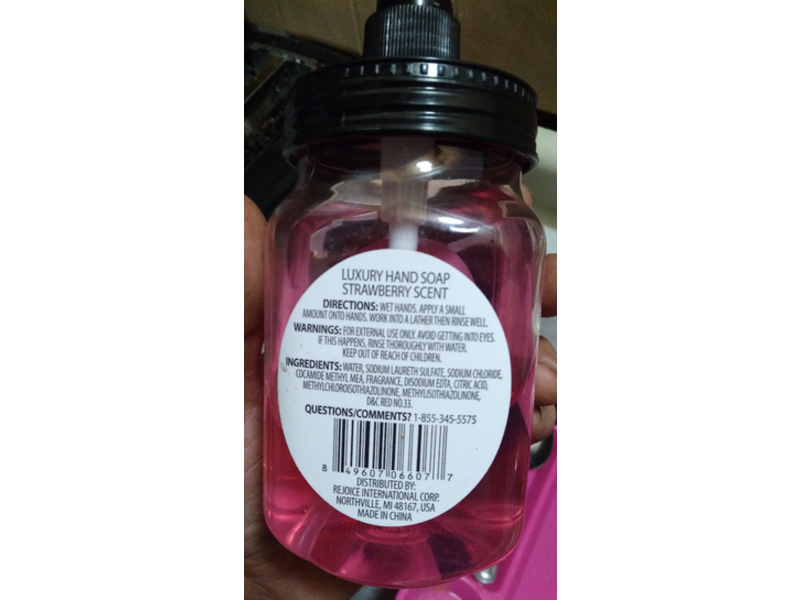 LUXURY HAND SOAP
STRAWBERRY SCENT
DIRECTIONS: WET HANDS. APPLY A SMALL
AMOUNT ONTO HANDS. WORK INTO A LATHER THEN RINSE WELL.
WARNINGS: FOR EXTERNAL USE ONLY. AVOID GETTING INTO EYES.
IF THIS HAPPENS, RINSE THOROUGHLY WITH WATER.
KEEP OUT OF REACH OF CHILDREN.
INGREDIENTS: WATER, SODIUM LAURETH SULFATE, SODIUM CHLORIDE,
COCAMIDE METHYL MEA, FRAGRANCE, DISODIUM EDTA, CITRIC ACID,
METHYLCHLOROISOTHIAZOLINONE, METHYLISOTHIAZOLINONE,
D&C RED NO.33.
QUESTIONS/COMMENTS? 1-855-345-5575
8 49607 06607 7
DISTRIBUTED BY:
REJOICE INTERNATIONAL CORP.
NORTHVILLE, MI 48167, USA
MADE IN CHINA